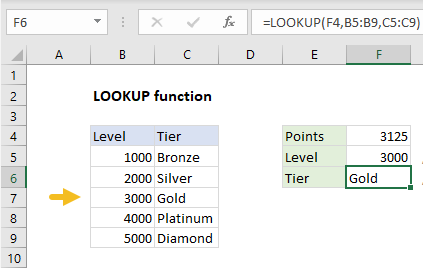 F6 fx =LOOKUP(F4,B5:B9,C5:C9)
A B C D E F
1
2 LOOKUP function
3
4 Level Tier Points 3125
5 1000 Bronze Level 3000
6 2000 Silver Tier Gold
7 3000 Gold
8 4000 Platinum
9 5000 Diamond
10